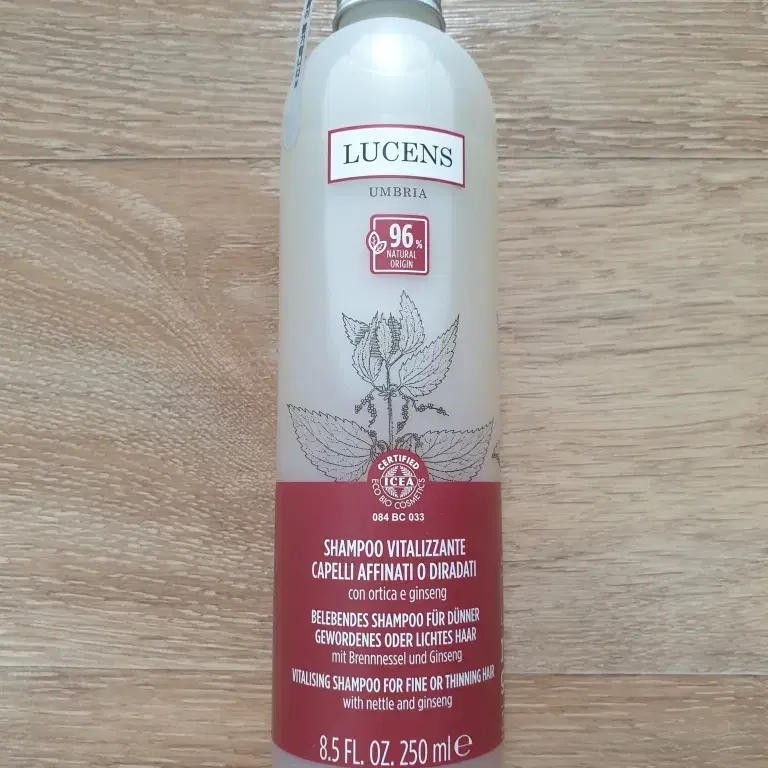 LUCENS
UMBRIA
96%
NATURAL
ORIGIN
CERTIFIED
ICEA
ECO BIO COSMETICS
084 BC 033
SHAMPOO VITALIZZANTE
CAPELLI AFFINATI O DIRADATI
con ortica e ginseng
BELEBENDES SHAMPOO FÜR DÜNNER
GEWORDENES ODER LICHTES HAAR
mit Brennnessel und Ginseng
VITALISING SHAMPOO FOR FINE OR THINNING HAIR
with nettle and ginseng
8.5 FL. OZ. 250 ml e